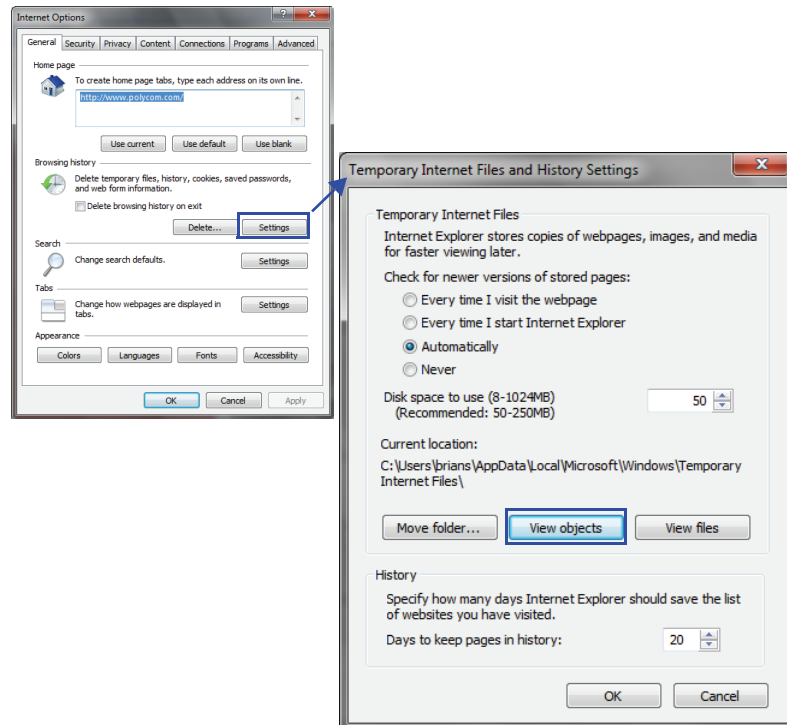 Internet Options
General Security Privacy Content Connections Programs Advanced
Home page
To create home page tabs, type each address on its own line.
http://www.polycom.com/
Use current Use default Use blank
Browsing history
Delete temporary files, history, cookies, saved passwords,
and web form information.
Delete browsing history on exit
Delete... Settings
Search
Change search defaults. Settings
Tabs
Change how webpages are displayed in
tabs.
Settings
Appearance
Colors Languages Fonts Accessibility
OK Cancel Apply
Temporary Internet Files and History Settings
Temporary Internet Files
Internet Explorer stores copies of webpages, images, and media
for faster viewing later.
Check for newer versions of stored pages:
Every time I visit the webpage
Every time I start Internet Explorer
Automatically
Never
Disk space to use (8-1024MB) 50
(Recommended: 50-250MB)
Current location:
C:\Users\brians\AppData\Local\Microsoft\Windows\Temporary
Internet Files\
Move folder... View objects View files
History
Specify how many days Internet Explorer should save the list
of websites you have visited.
Days to keep pages in history: 20
OK Cancel